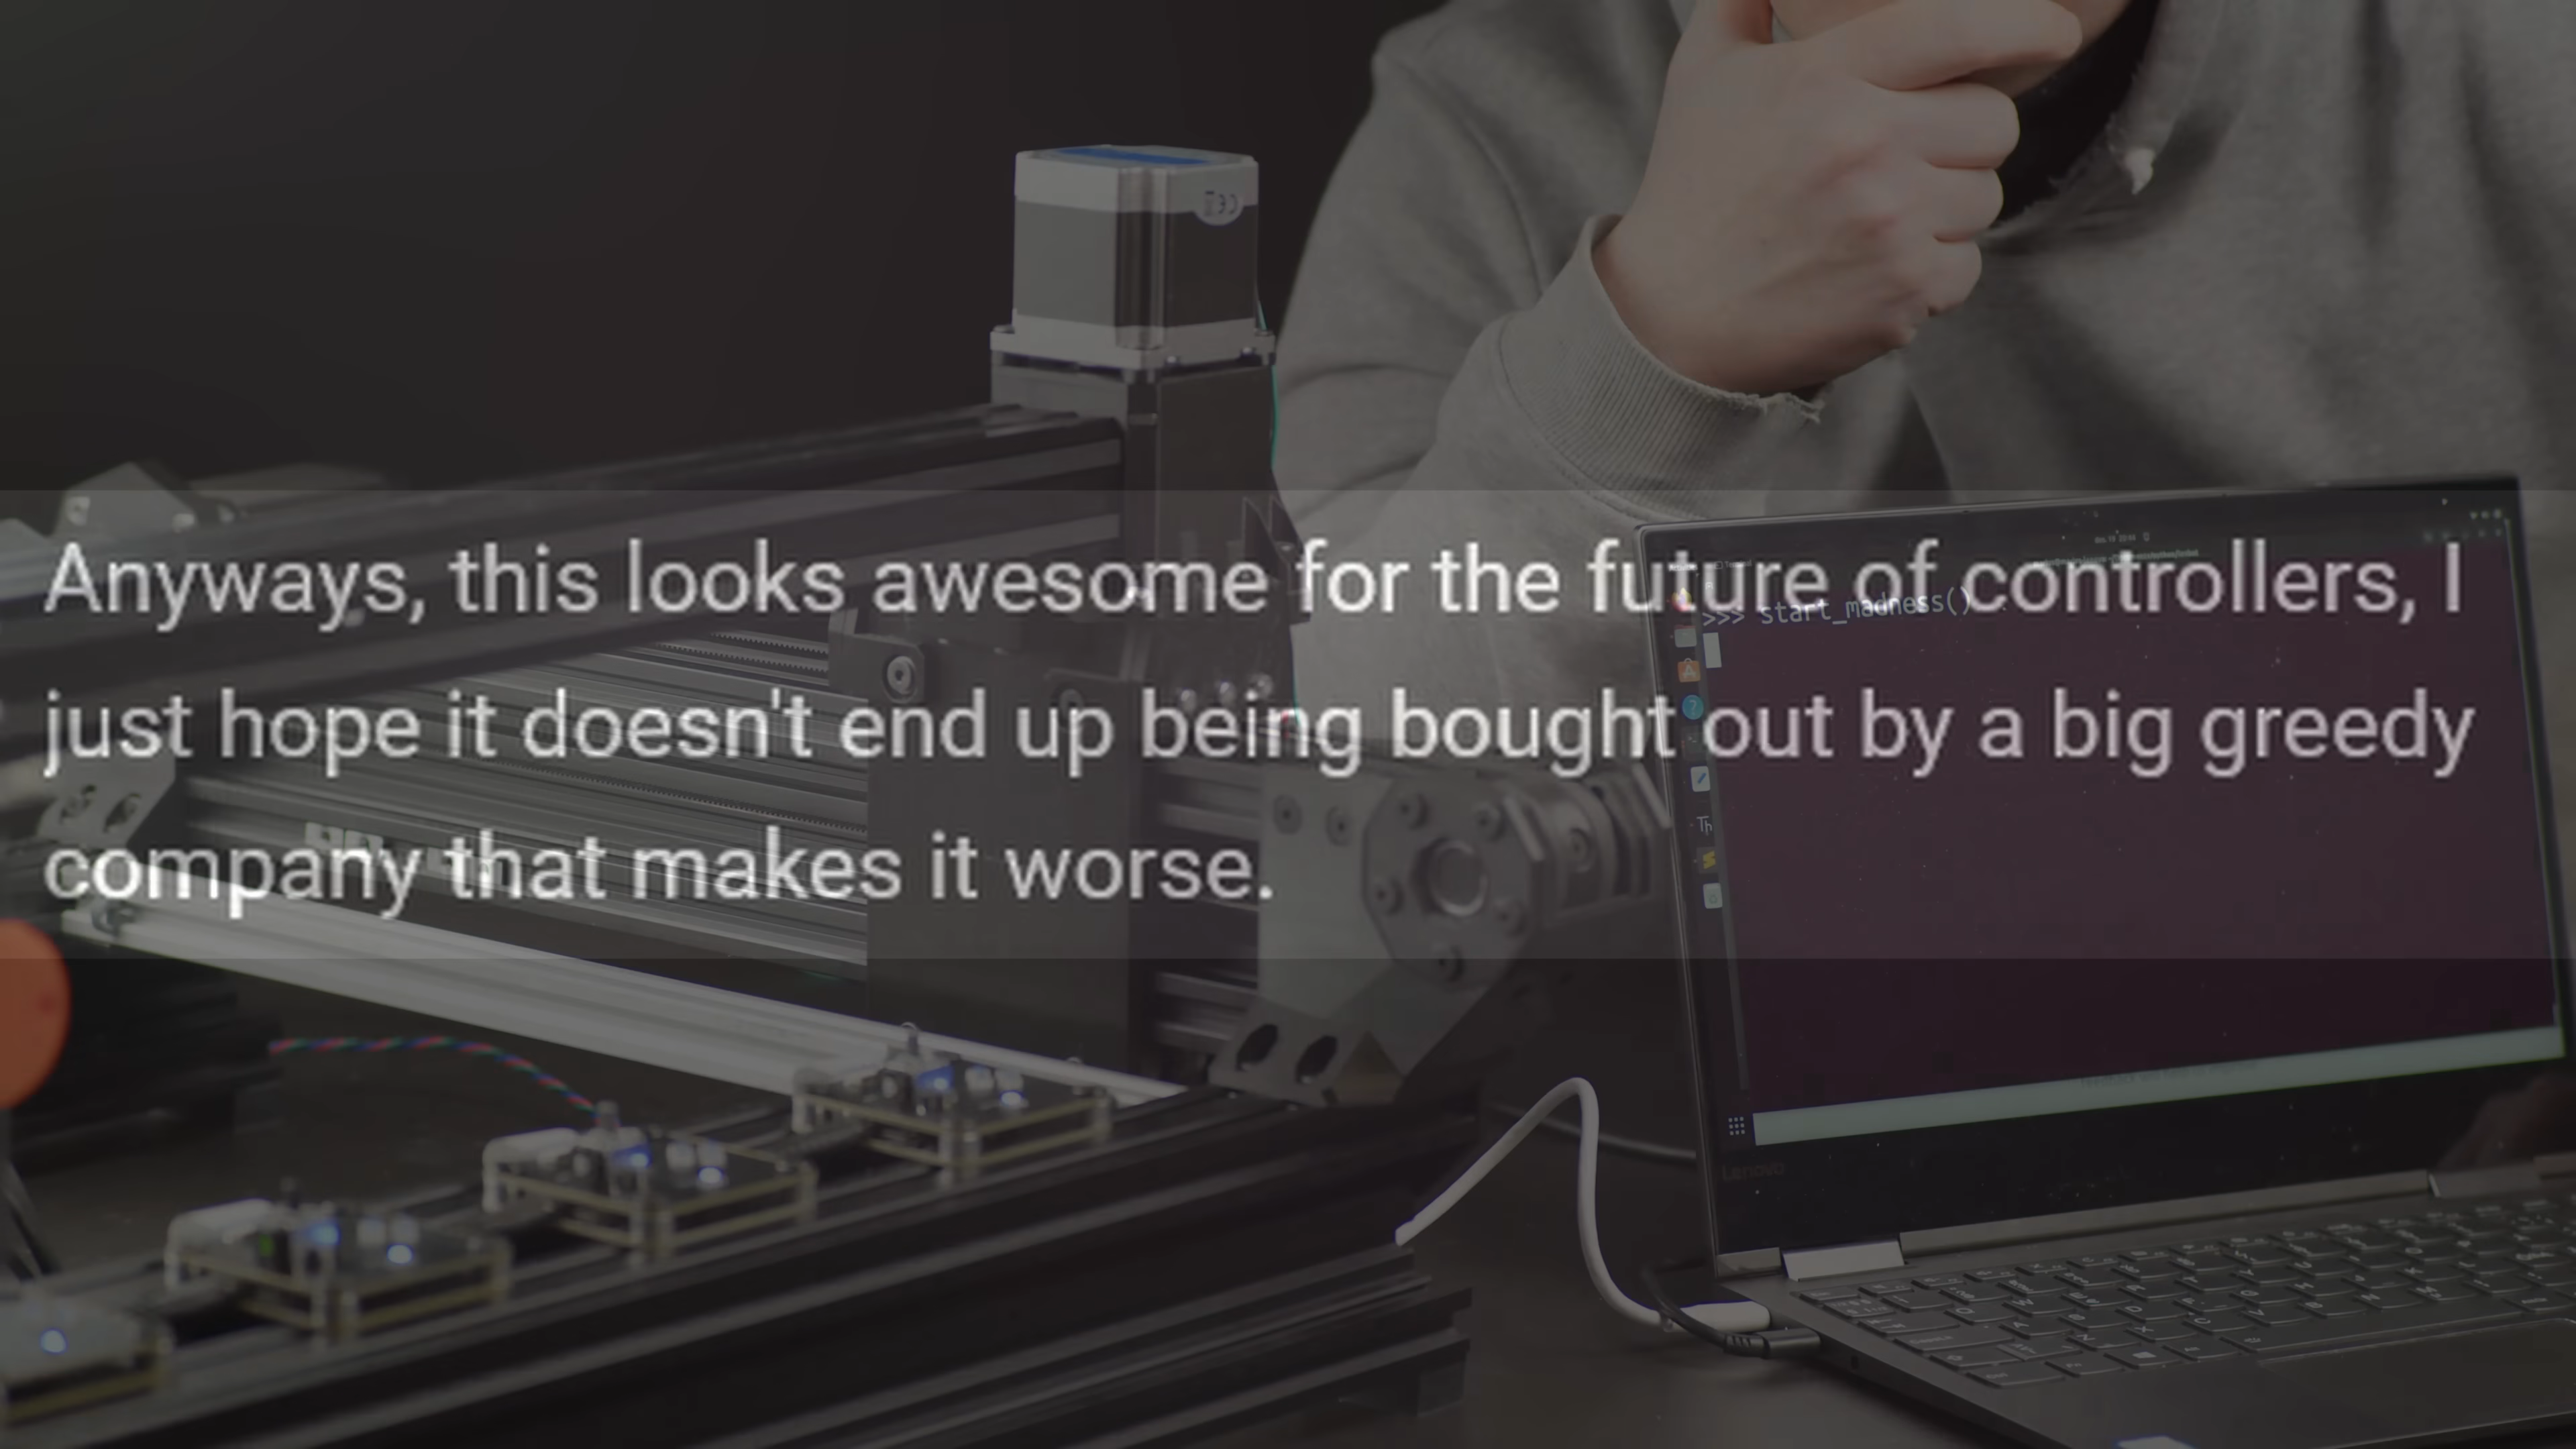 Anyways, this looks awesome for the future of controllers, I
just hope it doesn't end up being bought out by a big greedy
company that makes it worse.
>>> start_madness()
Lenovo